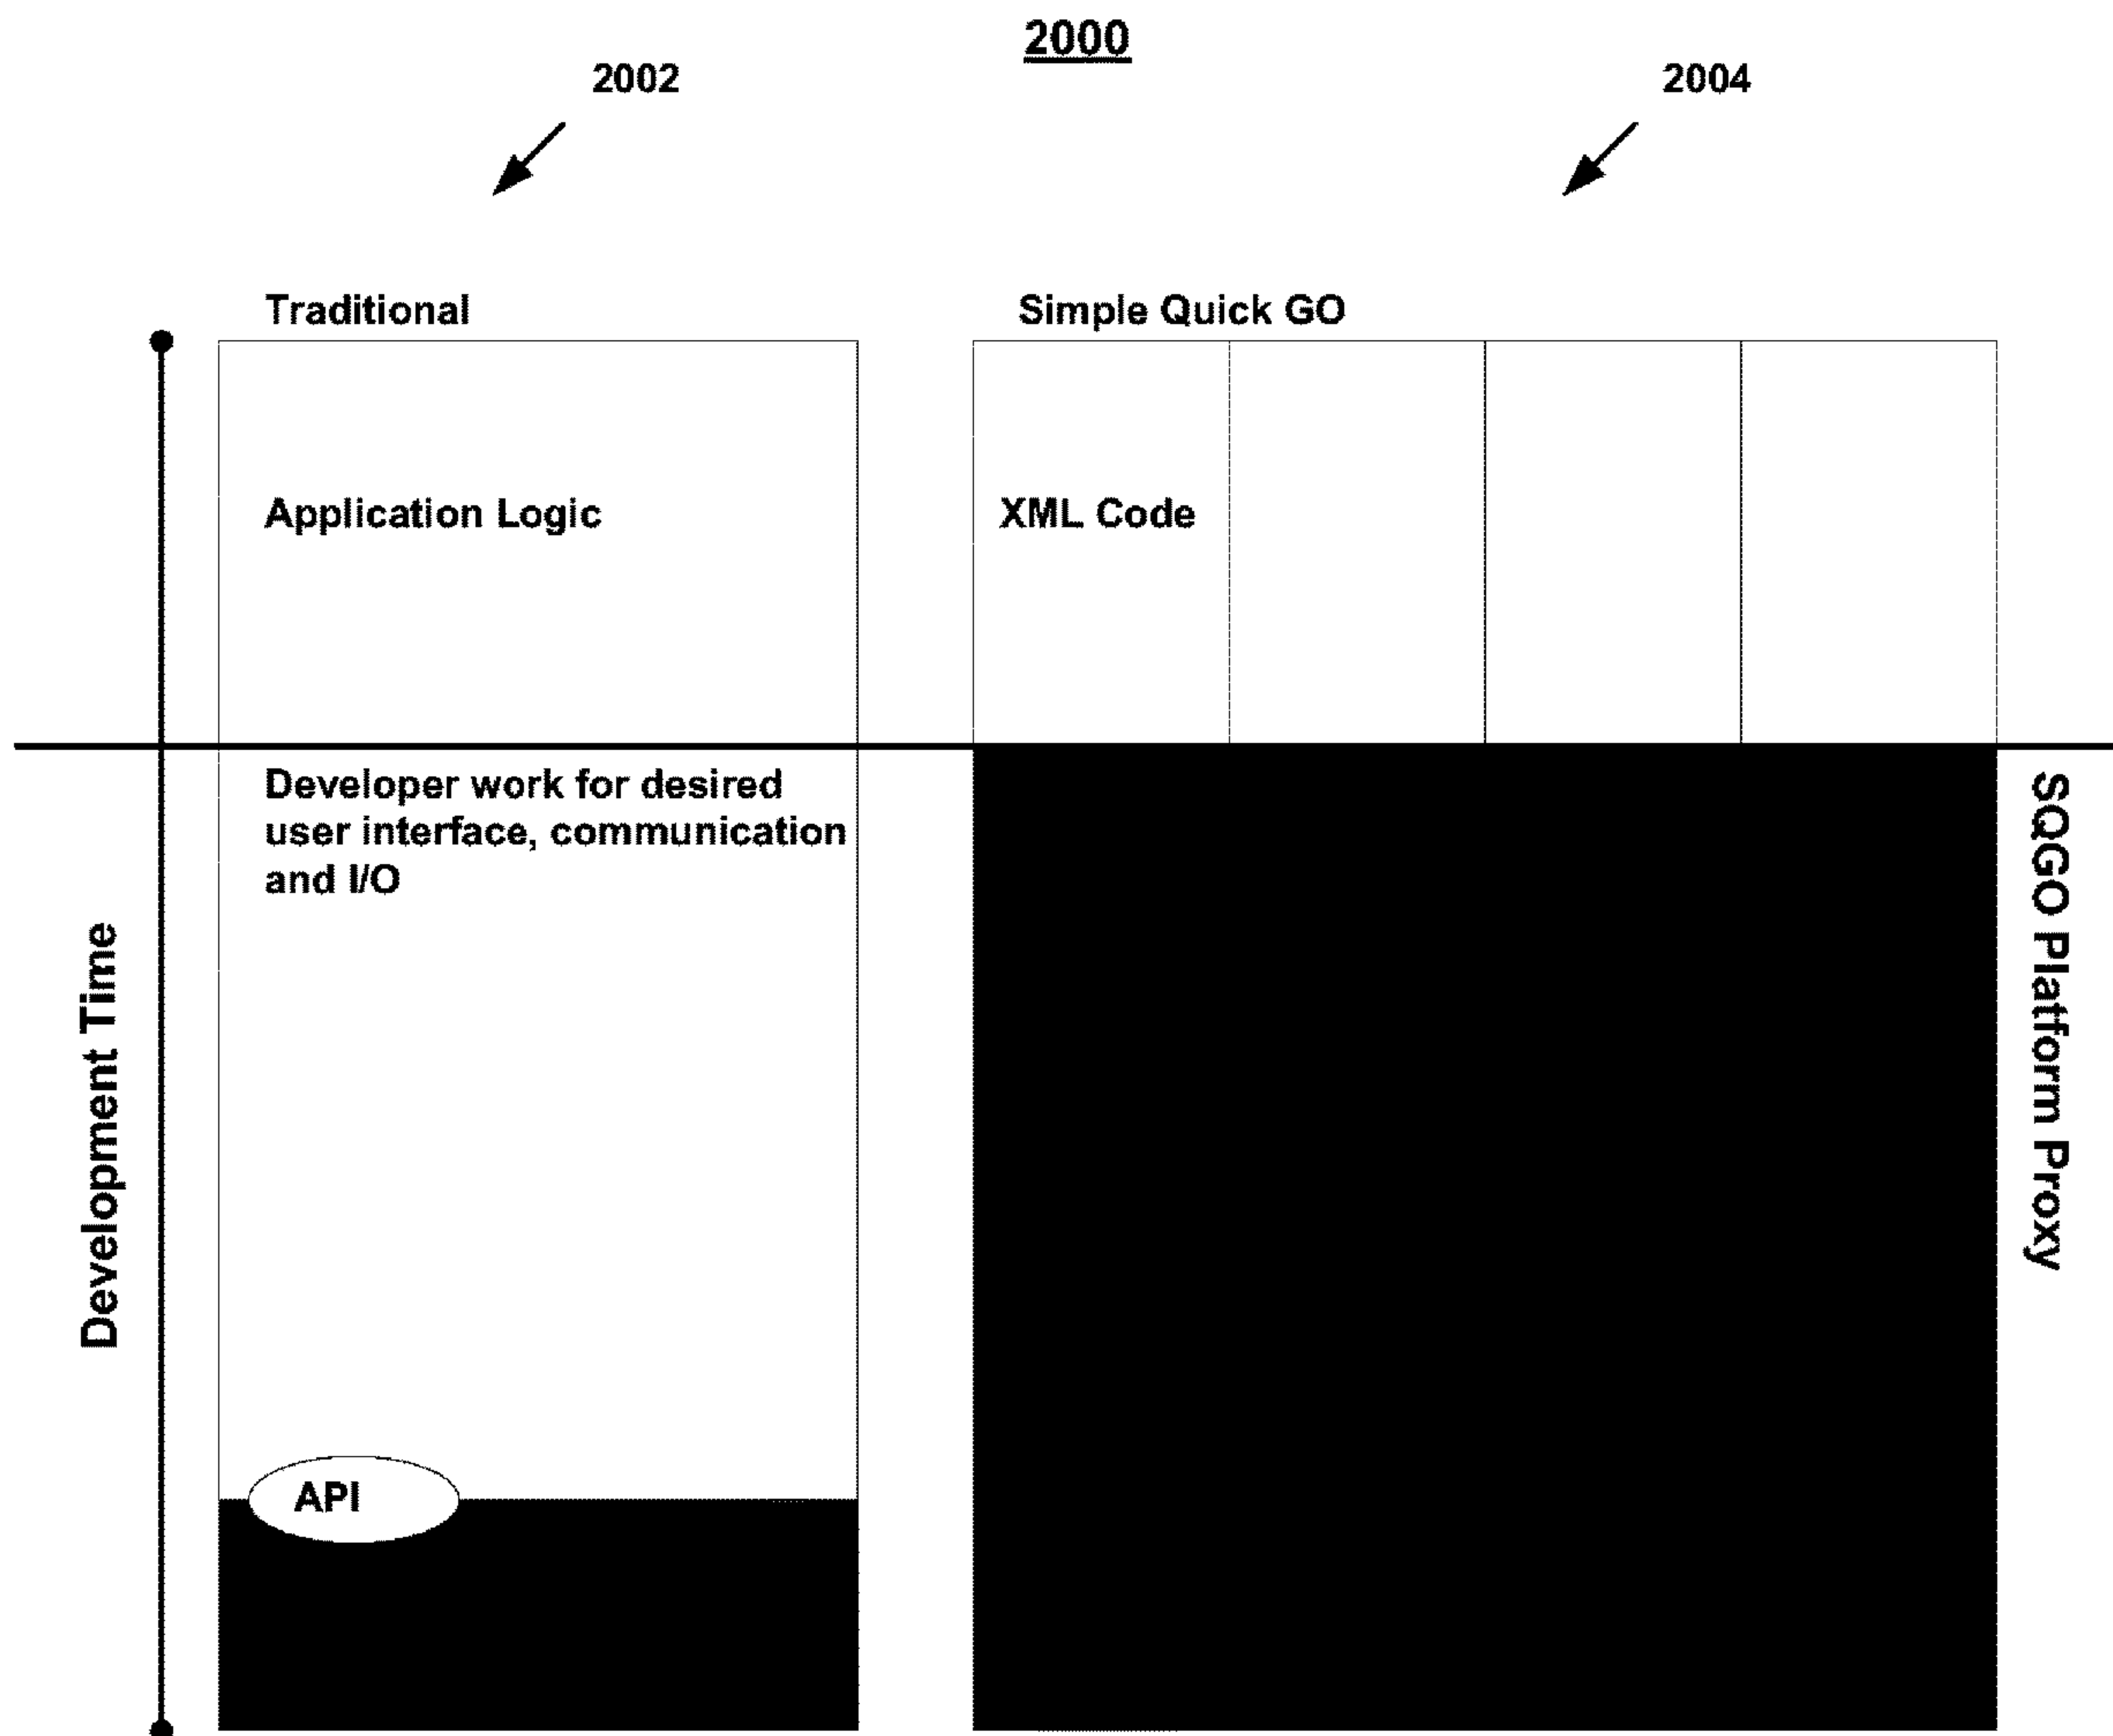 2000
2002
2004
Traditional
Simple Quick GO
Application Logic
XML Code
Developer work for desired
user interface, communication
and I/O
Development Time
SQGO Platform Proxy
API